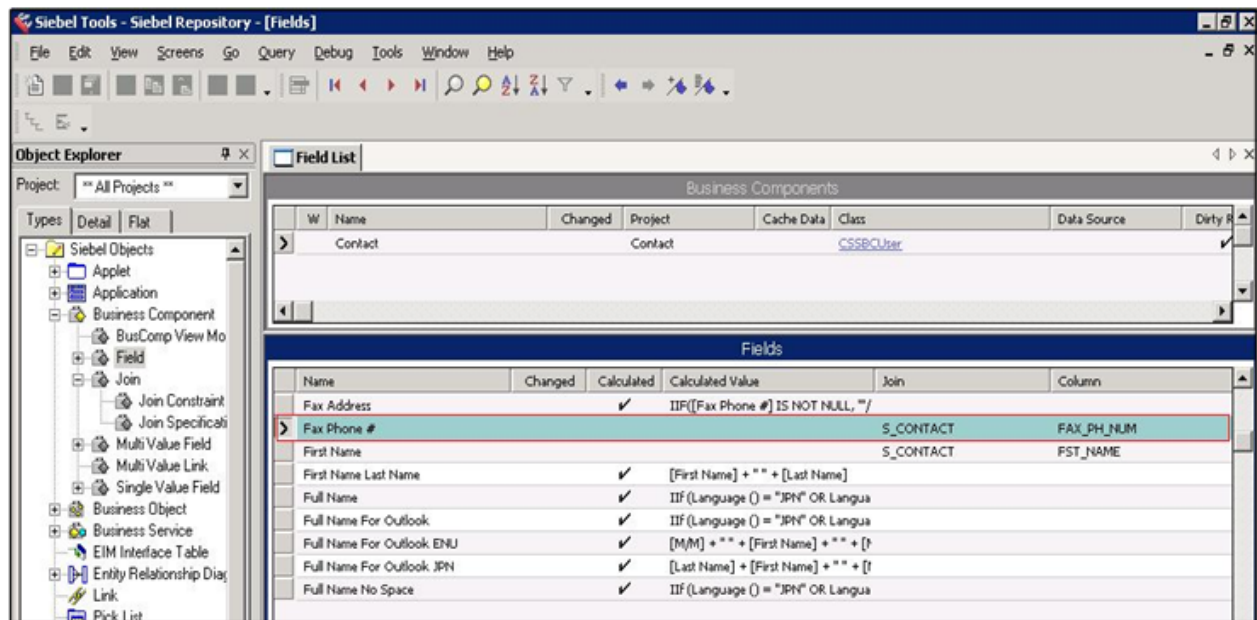 Siebel Tools - Siebel Repository - [Fields]
File Edit View Screens Go Query Debug Tools Window Help
Object Explorer
Field List
Project: ** All Projects **
Business Components
Types Detail Flat
W Name Changed Project Cache Data Class Data Source Dirty R
Contact Contact CSSBCUser
Siebel Objects
Applet
Application
Business Component
BusComp View Mo
Field
Join
Join Constraint
Join Specificati
Multi Value Field
Multi Value Link
Single Value Field
Business Object
Business Service
EIM Interface Table
Entity Relationship Diag
Link
Pick List
Fields
Name Changed Calculated Calculated Value Join Column
Fax Address IIF([Fax Phone #] IS NOT NULL, ""/
Fax Phone # S_CONTACT FAX_PH_NUM
First Name S_CONTACT FST_NAME
First Name Last Name [First Name] + " " + [Last Name]
Full Name IIf (Language () = "JPN" OR Langua
Full Name For Outlook IIf (Language () = "JPN" OR Langua
Full Name For Outlook ENU [M/M] + " " + [First Name] + " " + [M
Full Name For Outlook JPN [Last Name] + [First Name] + " " + [M
Full Name No Space IIf (Language () = "JPN" OR Langua